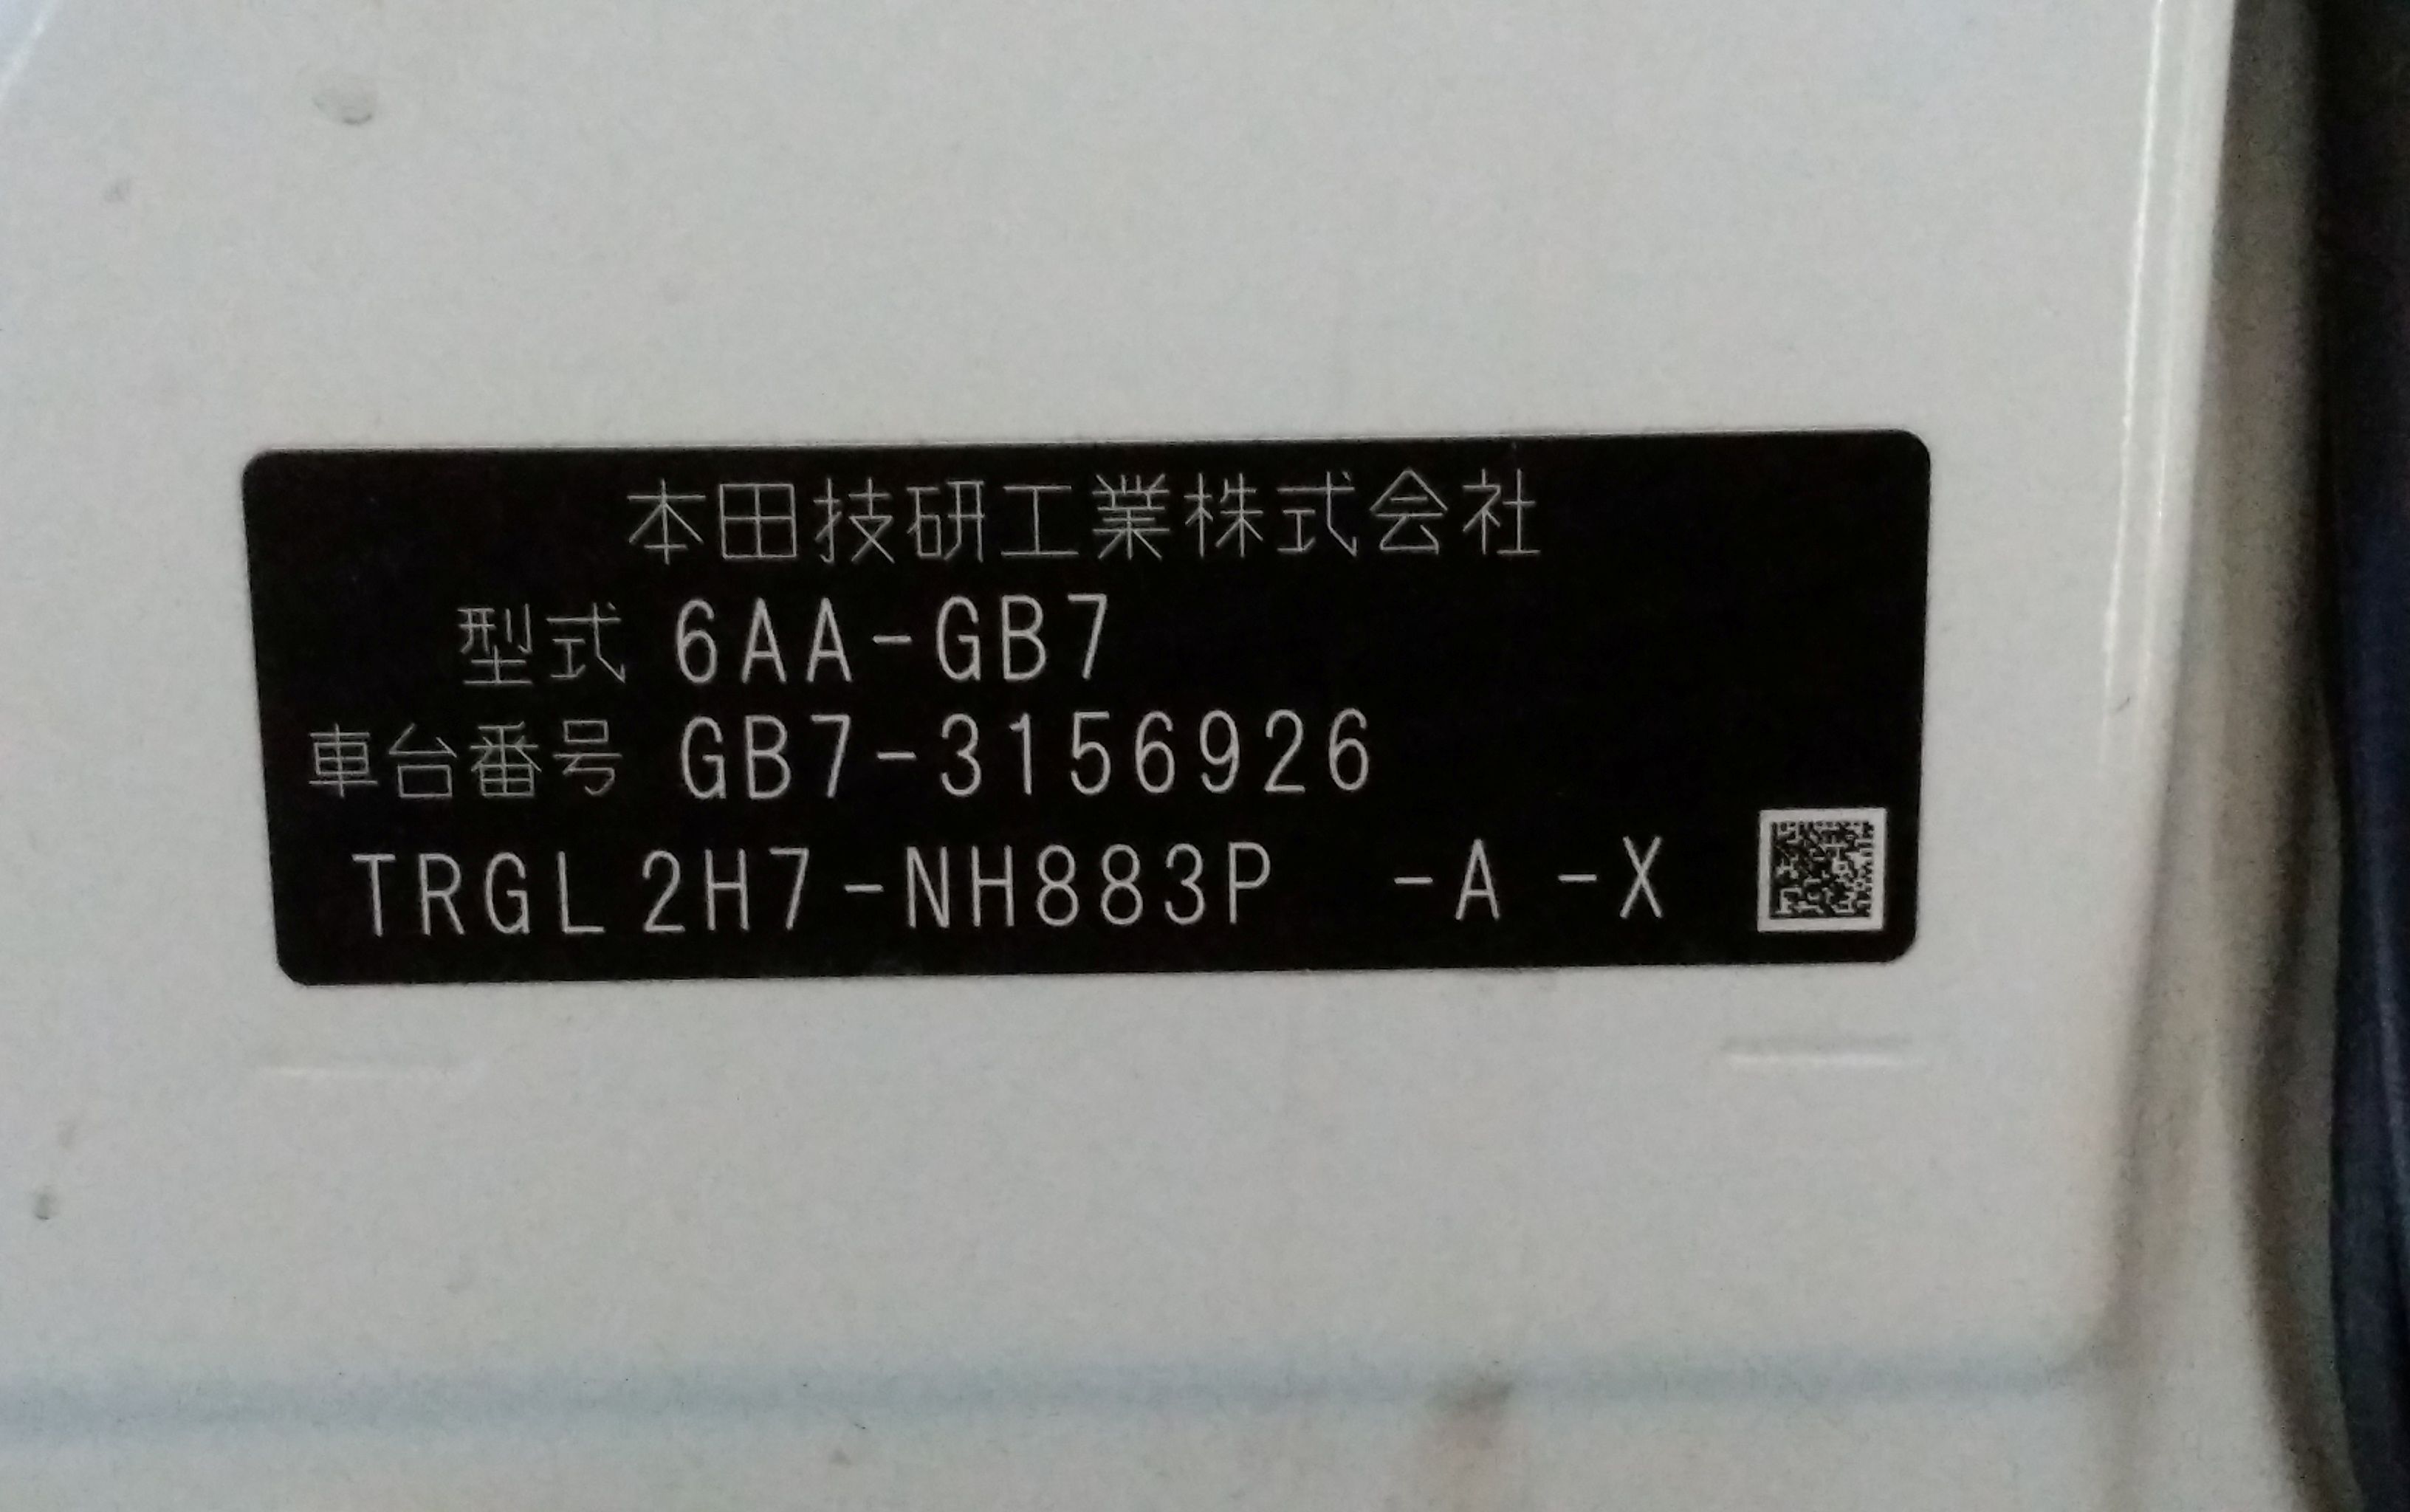 本田技研工業株式会社
型式 6AA-GB7
車台番号 GB7-3156926
TRGL2H7-NH883P -A -X